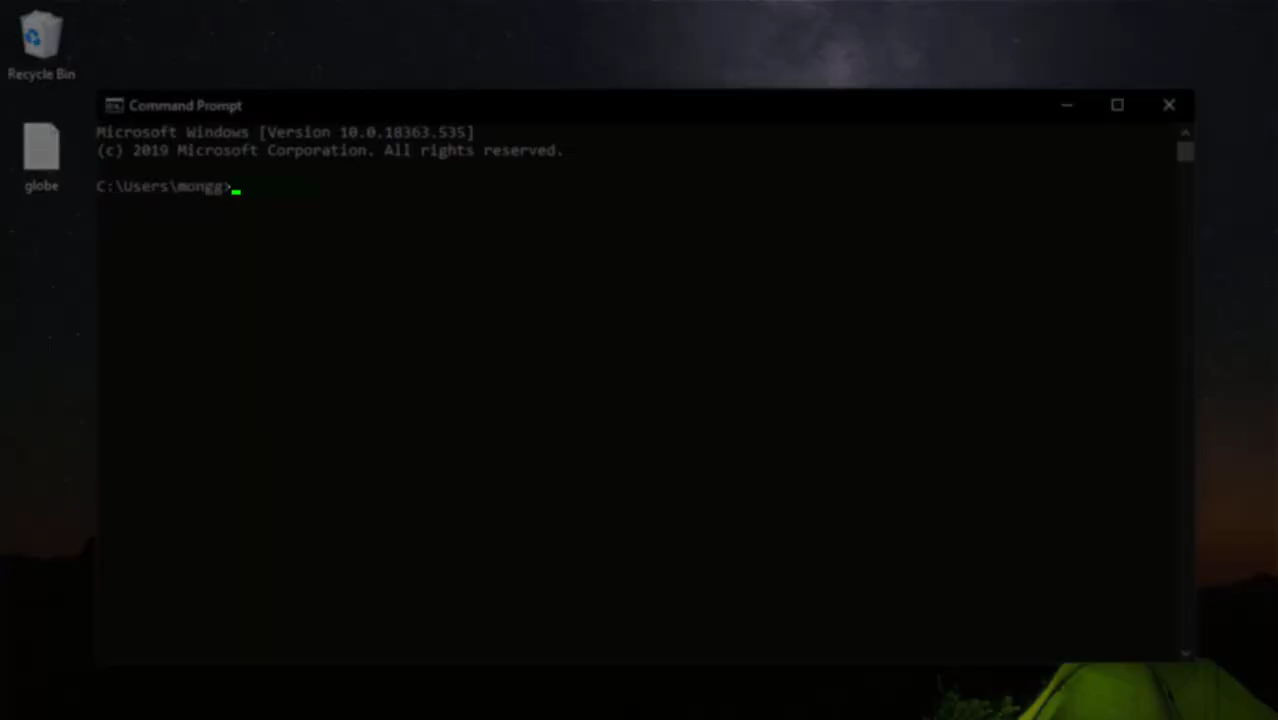 Recycle Bin
globe
Command Prompt
Microsoft Windows [Version 10.0.18363.535]
(c) 2019 Microsoft Corporation. All rights reserved.
C:\Users\mongg>